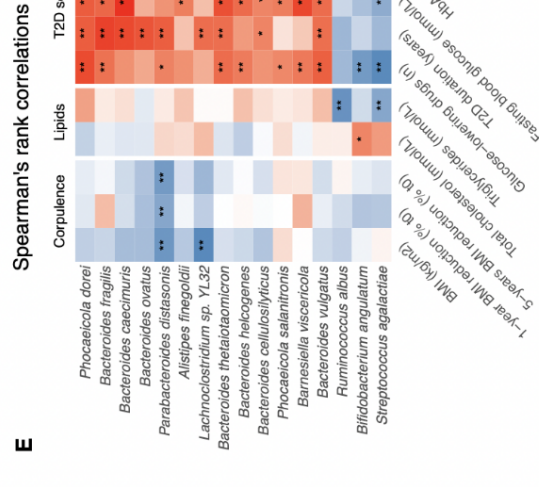 E
Spearman's rank correlations
Corpulence
Lipids
T2D
Phocaeicola dorei
Bacteroides fragilis
Bacteroides caecimuris
Bacteroides ovatus
Parabacteroides distasonis
Alistipes finegoldii
Lachnoclostridium sp. YL32
Bacteroides thetaiotaomicron
Bacteroides helcogenes
Bacteroides cellulosilyticus
Phocaeicola salanitronis
Barnesiella viscericola
Bacteroides vulgatus
Ruminococcus albus
Bifidobacterium angulatum
Streptococcus agalactiae
BMI (kg/m2)
1-year BMI reduction (% t0)
5-years BMI reduction (% t0)
Total cholesterol (mmol/L)
Triglycerides (mmol/L)
Glucose-lowering drugs (n)
T2D duration (years)
Fasting blood glucose (mmol/L)